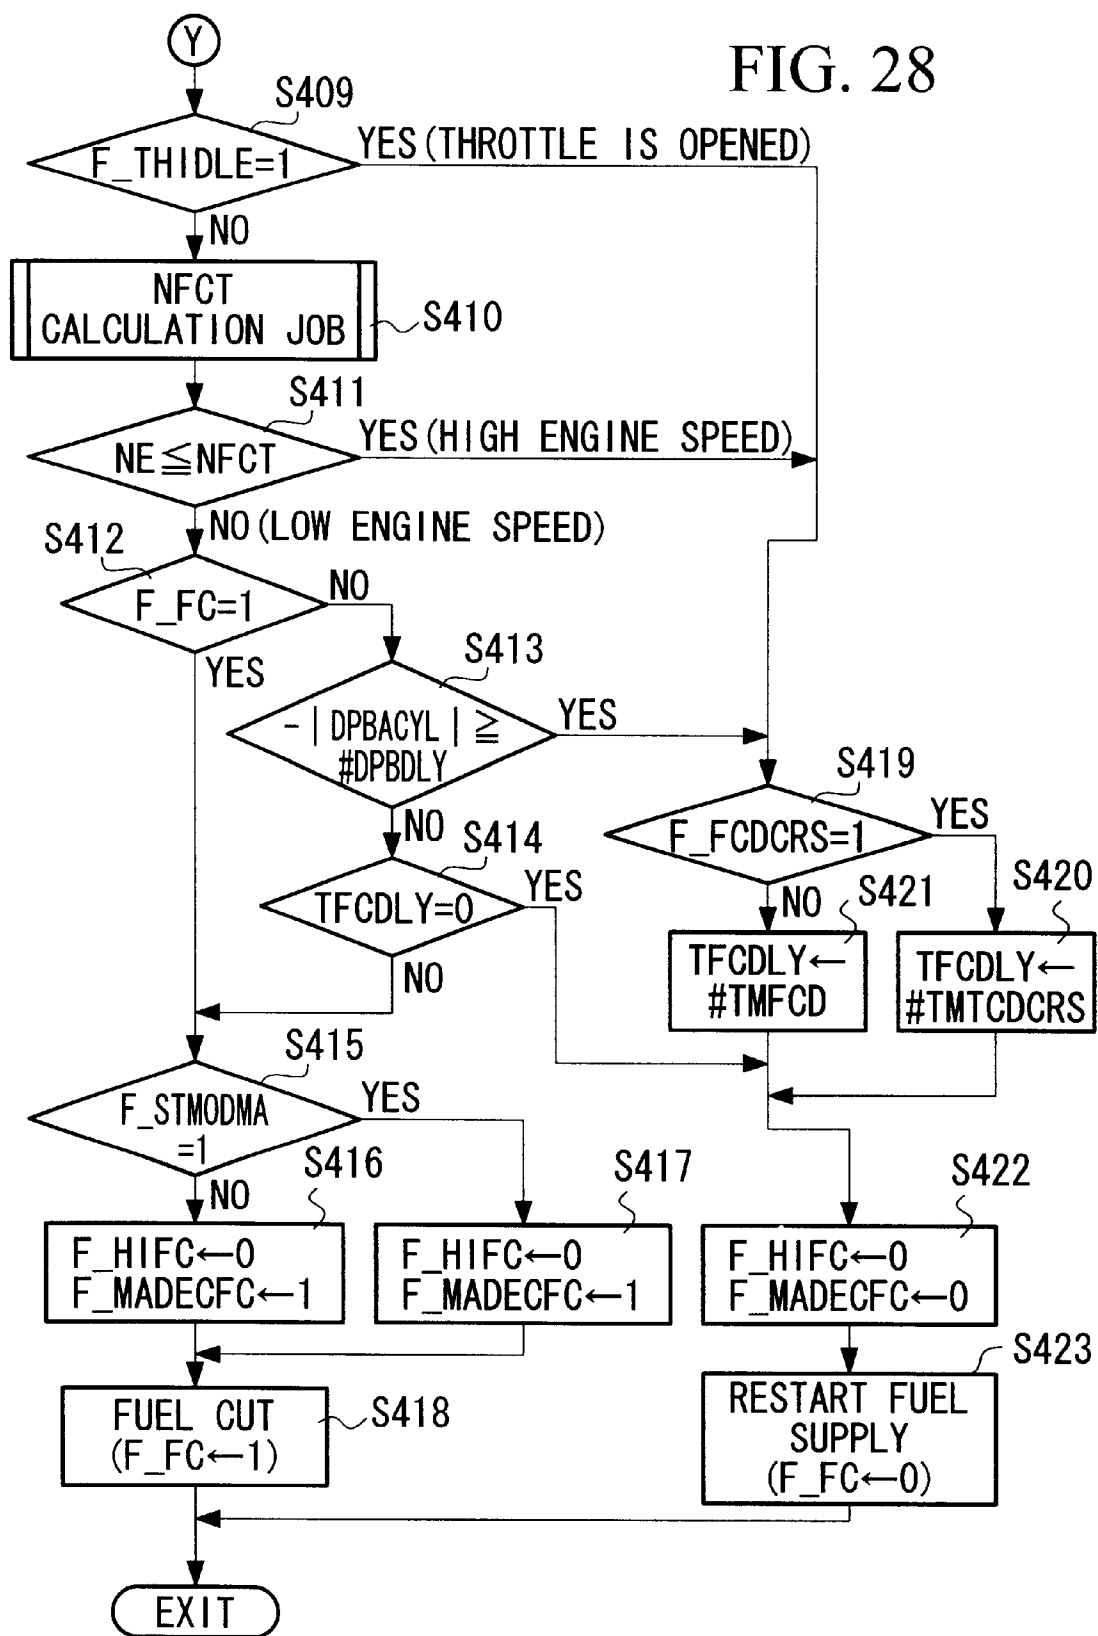 Y
FIG. 28
S409
F_THIDLE=1
YES(THROTTLE IS OPENED)
NO
NFCT
CALCULATION JOB
S410
S411
NE≦NFCT
YES(HIGH ENGINE SPEED)
NO(LOW ENGINE SPEED)
S412
F_FC=1
NO
YES
S413
-|DPBACYL|≧
#DPBDLY
YES
NO
S414
TFCDLY=0
YES
NO
S419
F_FCDCRS=1
YES
NO
S421
TFCDLY←
#TMFCD
S420
TFCDLY←
#TMTCDCRS
S415
F_STMODMA
=1
YES
NO
S416
F_HIFC←0
F_MADECFC←1
S417
F_HIFC←0
F_MADECFC←1
S422
F_HIFC←0
F_MADECFC←0
S418
FUEL CUT
(F_FC←1)
S423
RESTART FUEL
SUPPLY
(F_FC←0)
EXIT